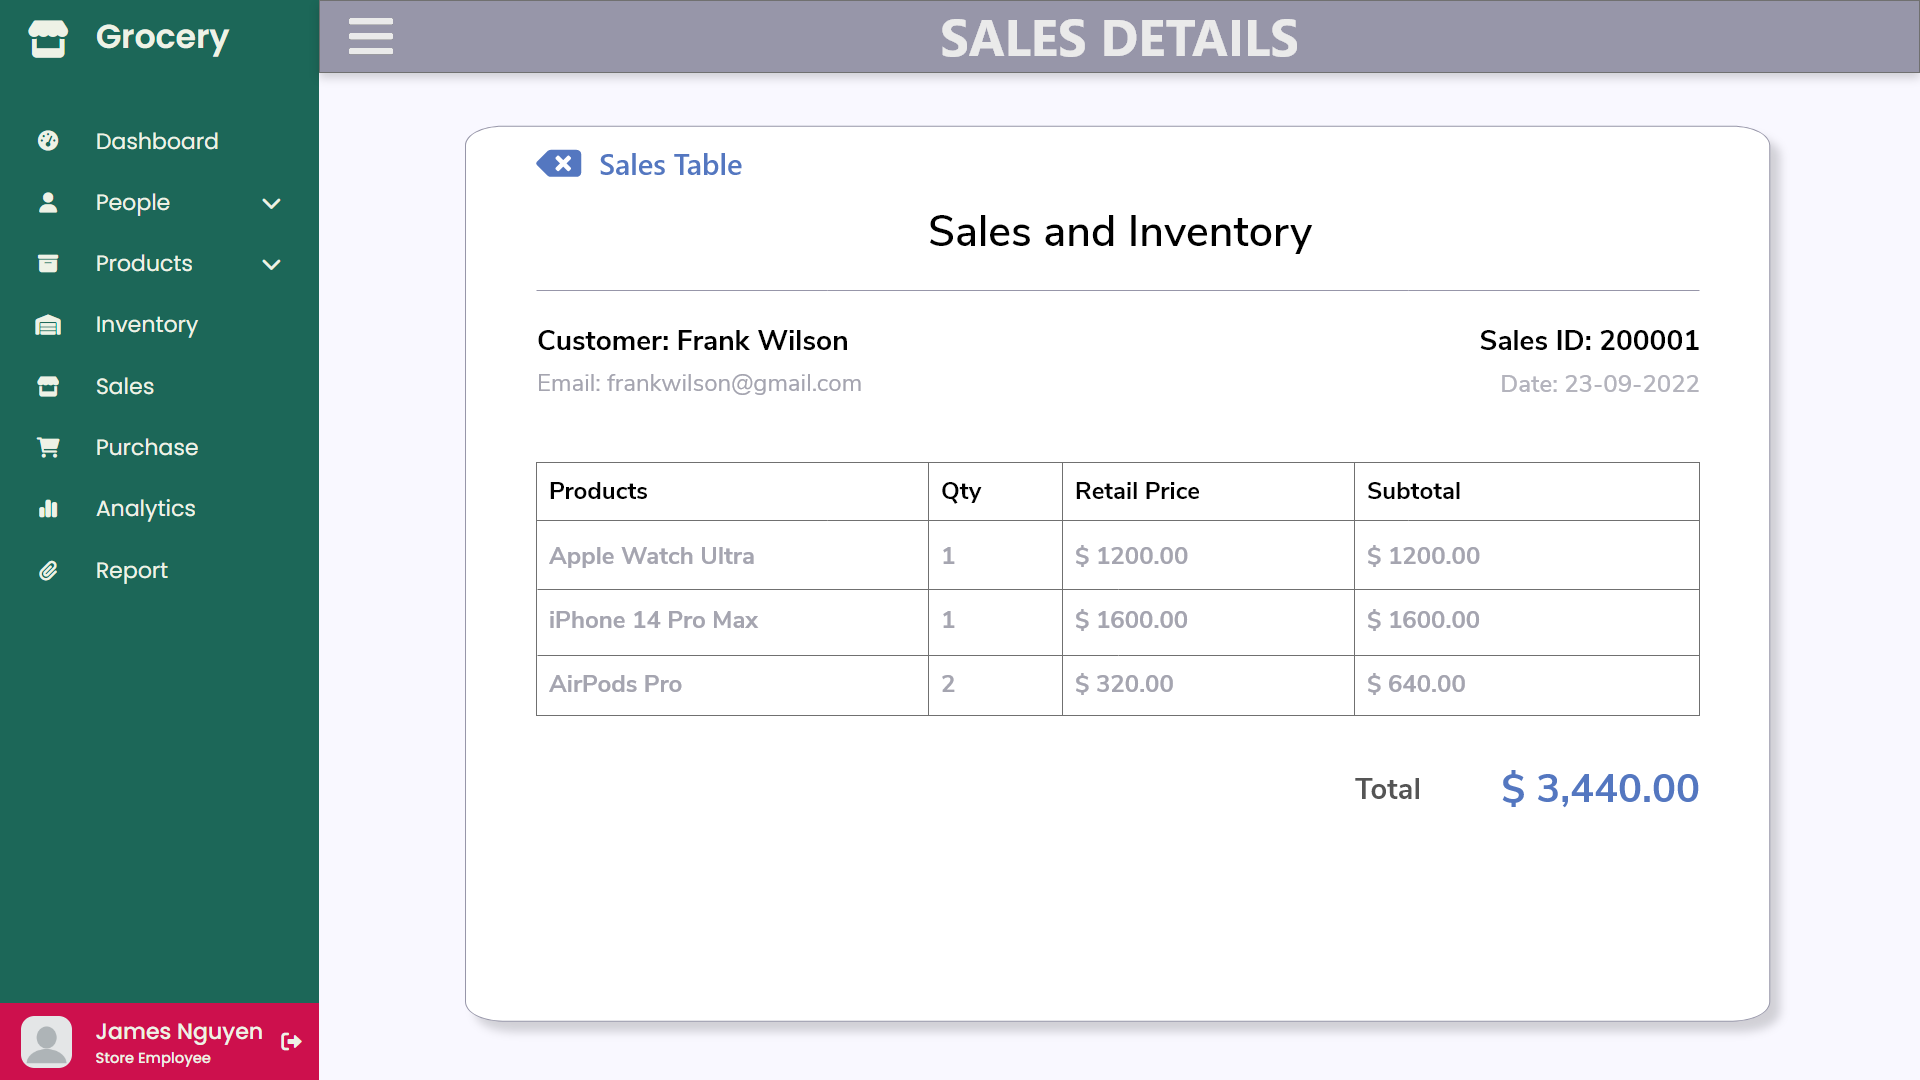 Grocery
SALES DETAILS
Dashboard
People
Products
Inventory
Sales
Purchase
Analytics
Report
James Nguyen
Store Employee
Sales Table
Sales and Inventory
Customer: Frank Wilson
Sales ID: 200001
Email: frankwilson@gmail.com
Date: 23-09-2022
Products Qty Retail Price Subtotal
Apple Watch Ultra 1 $ 1200.00 $ 1200.00
iPhone 14 Pro Max 1 $ 1600.00 $ 1600.00
AirPods Pro 2 $ 320.00 $ 640.00
Total $ 3,440.00